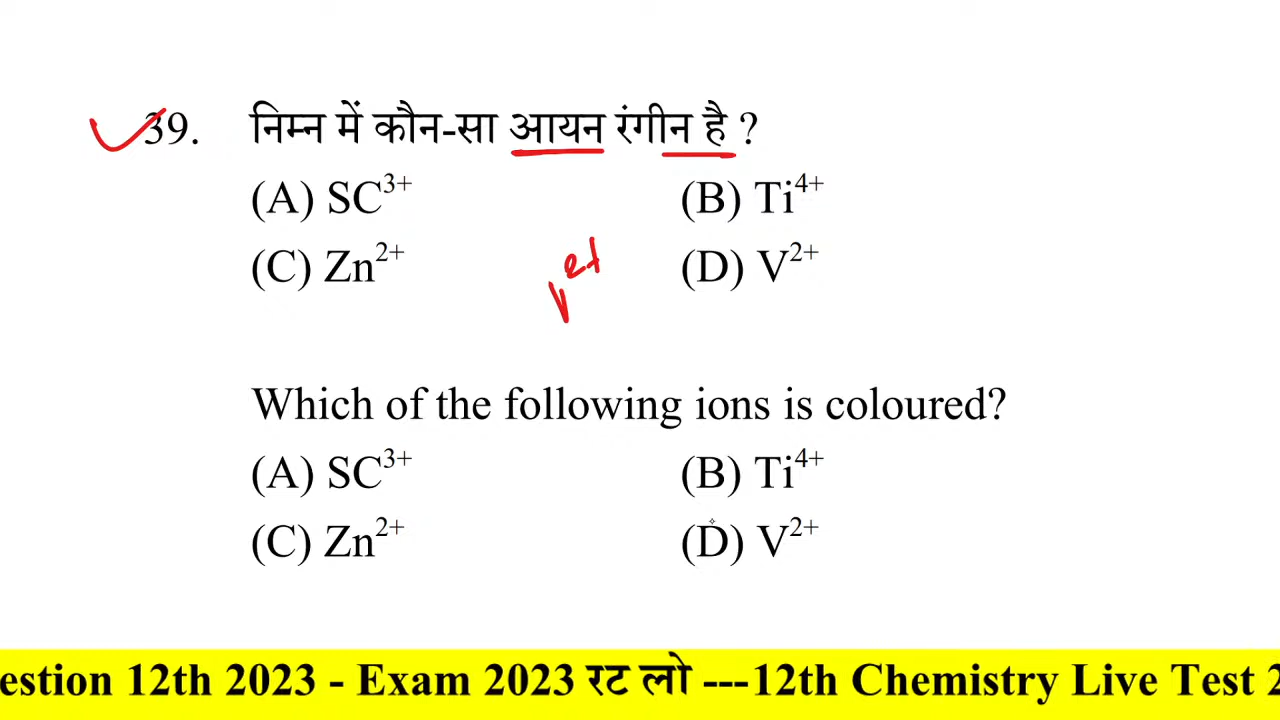 39. निम्न में कौन-सा आयन रंगीन है ?
(A) SC³⁺ (B) Ti⁴⁺
(C) Zn²⁺ (D) V²⁺
V²⁺
Which of the following ions is coloured?
(A) SC³⁺ (B) Ti⁴⁺
(C) Zn²⁺ (D) V²⁺
estion 12th 2023 - Exam 2023 रट लो ---12th Chemistry Live Test 2